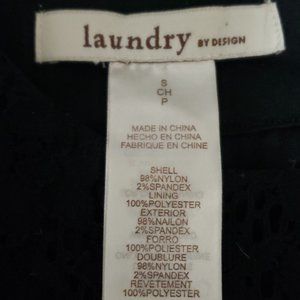 laundry BY DESIGN
S
CH
P
MADE IN CHINA
HECHO EN CHINA
FABRIQUE EN CHINE
SHELL
98%NYLON
2%SPANDEX
LINING
100%POLYESTER
EXTERIOR
98%NAILON
2%SPANDEX
FORRO
100%POLIESTER
DOUBLURE
98%NYLON
2%SPANDEX
REVETEMENT
100%POLYESTER